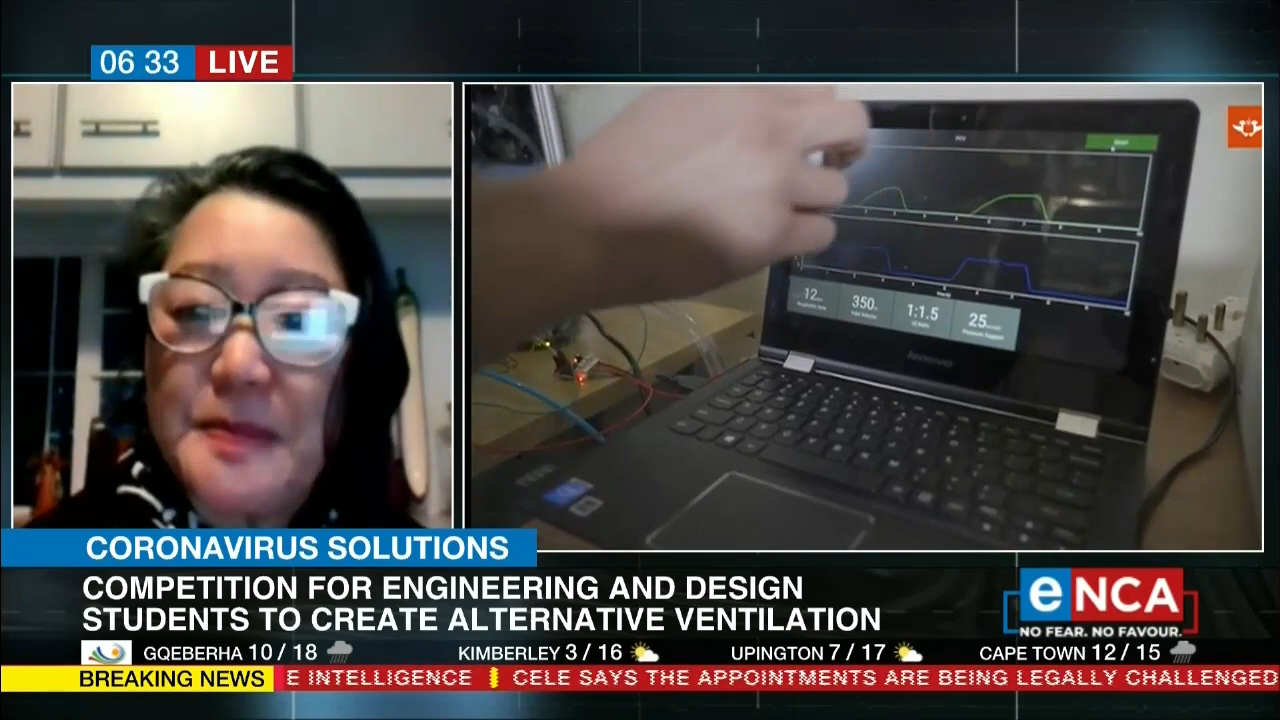 06 33 LIVE
12
350
1:1.5
25
lenovo
CORONAVIRUS SOLUTIONS
COMPETITION FOR ENGINEERING AND DESIGN
STUDENTS TO CREATE ALTERNATIVE VENTILATION
eNCA
NO FEAR. NO FAVOUR.
GQEBERHA 10 / 18 KIMBERLEY 3 / 16 UPINGTON 7 / 17 CAPE TOWN 12 / 15
BREAKING NEWS E INTELLIGENCE CELE SAYS THE APPOINTMENTS ARE BEING LEGALLY CHALLENGED